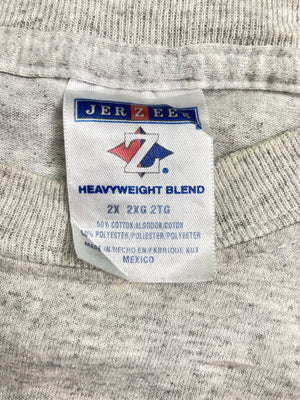 JERZEES
Z
HEAVYWEIGHT BLEND
2X 2XG 2TG
50% COTTON/ALGODON/COTON
50% POLYESTER/POLIESTER/POLYESTER
MADE IN/HECHO EN/FABRIQUE AUX
MEXICO